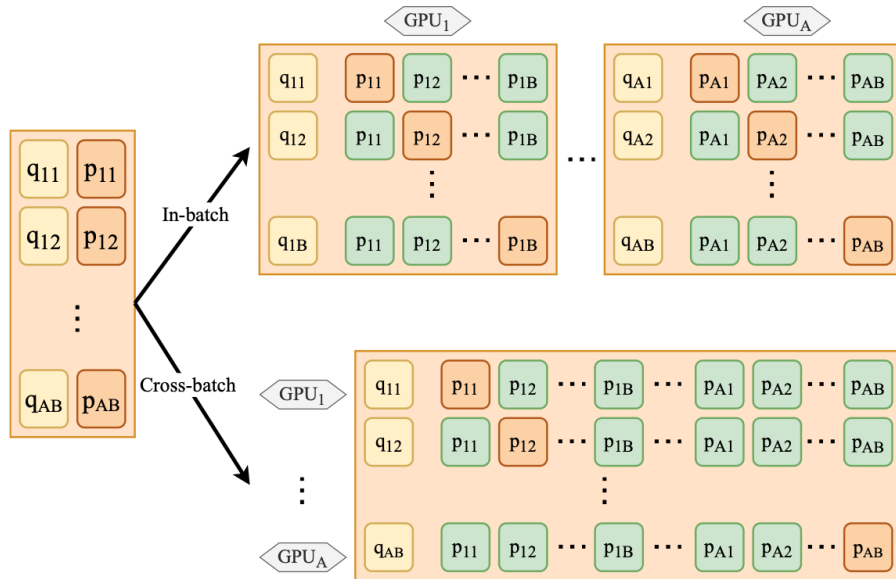 GPU1 GPUA
q11 p11 p12 ··· p1B qA1 pA1 pA2 ··· pAB
q12 p11 p12 ··· p1B qA2 pA1 pA2 ··· pAB
q1B p11 p12 ··· p1B qAB pA1 pA2 ··· pAB
q11 p11
q12 p12
qAB pAB
In-batch
Cross-batch
GPU1 q11 p11 p12 ··· p1B ··· pA1 pA2 ··· pAB
q12 p11 p12 ··· p1B ··· pA1 pA2 ··· pAB
GPUA qAB p11 p12 ··· p1B ··· pA1 pA2 ··· pAB